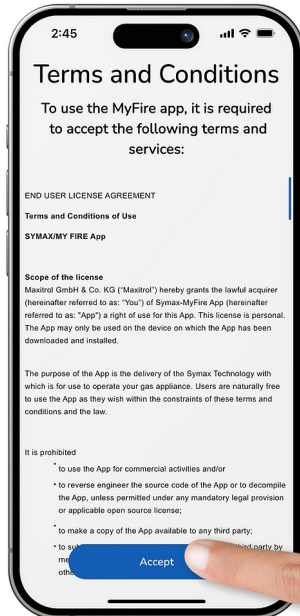 2:45
Terms and Conditions
To use the MyFire app, it is required
to accept the following terms and
services:
END USER LICENSE AGREEMENT
Terms and Conditions of Use
SYMAX/MY FIRE App
Scope of the license
Maxitrol GmbH & Co. KG ("Maxitrol") hereby grants the lawful acquirer
(hereinafter referred to as: "You") of Symax-MyFire App (hereinafter
referred to as: "App") a right of use for this App. This license is personal.
The App may only be used on the device on which the App has been
downloaded and installed.
The purpose of the App is the delivery of the Symax Technology with
which is for use to operate your gas appliance. Users are naturally free
to use the App as they wish within the constraints of these terms and
conditions and the law.
It is prohibited
• to use the App for commercial activities and/or
• to reverse engineer the source code of the App or to decompile
the App, unless permitted under any mandatory legal provision
or applicable open source license;
• to make a copy of the App available to any third party;
• to third party by
Accept